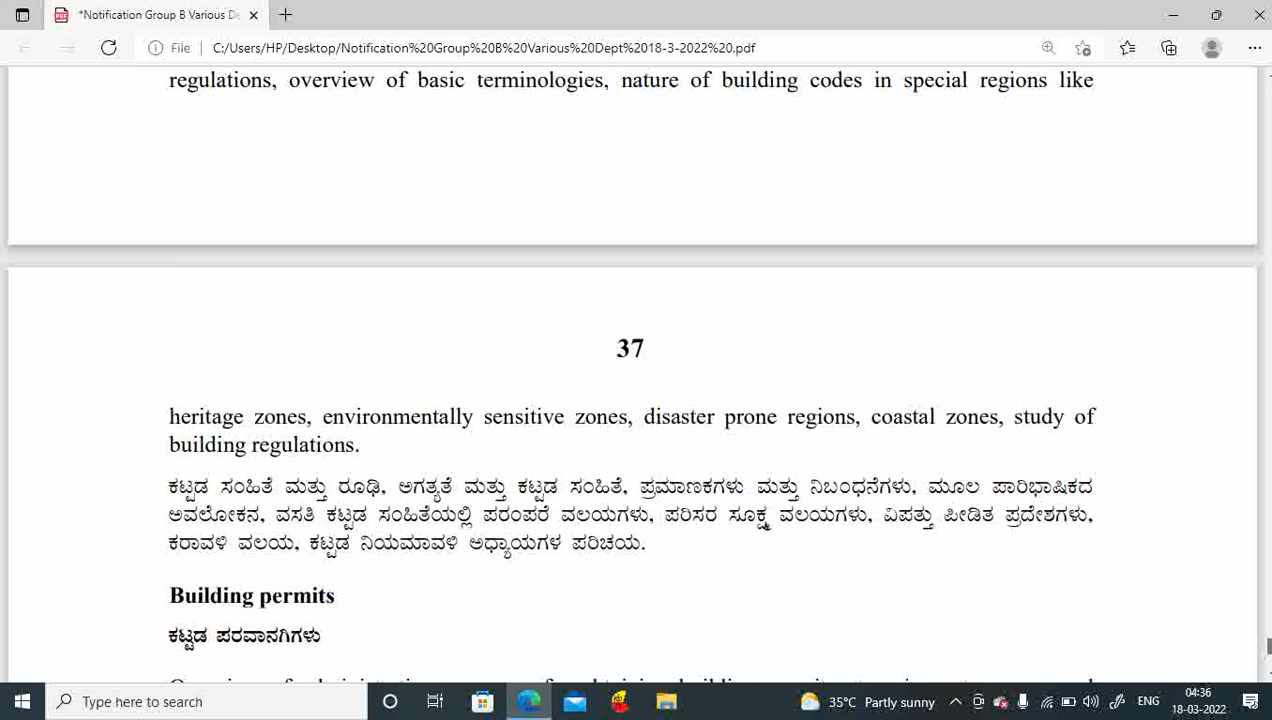 *Notification Group B Various De
File
C:/Users/HP/Desktop/Notification%20Group%20B%20Various%20Dept%2018-3-2022%20.pdf
regulations, overview of basic terminologies, nature of building codes in special regions like
37
heritage zones, environmentally sensitive zones, disaster prone regions, coastal zones, study of
building regulations.
ಕಟ್ಟಡ ಸಂಹಿತೆ ಮತ್ತು ರೂಢಿ, ಅಗತ್ಯತೆ ಮತ್ತು ಕಟ್ಟಡ ಸಂಹಿತೆ, ಪ್ರಮಾಣಕಗಳು ಮತ್ತು ನಿಬಂಧನೆಗಳು, ಮೂಲ ಪಾರಿಭಾಷಿಕದ
ಅವಲೋಕನ, ವಸತಿ ಕಟ್ಟಡ ಸಂಹಿತೆಯಲ್ಲಿ ಪರಂಪರೆ ವಲಯಗಳು, ಪರಿಸರ ಸೂಕ್ಷ್ಮ ವಲಯಗಳು, ವಿಪತ್ತು ಪೀಡಿತ ಪ್ರದೇಶಗಳು,
ಕರಾವಳಿ ವಲಯ, ಕಟ್ಟಡ ನಿಯಮಾವಳಿ ಅಧ್ಯಾಯಗಳ ಪರಿಚಯ.
Building permits
ಕಟ್ಟಡ ಪರವಾನಗಿಗಳು
Type here to search
35°C Partly sunny
ENG
04:36
18-03-2022